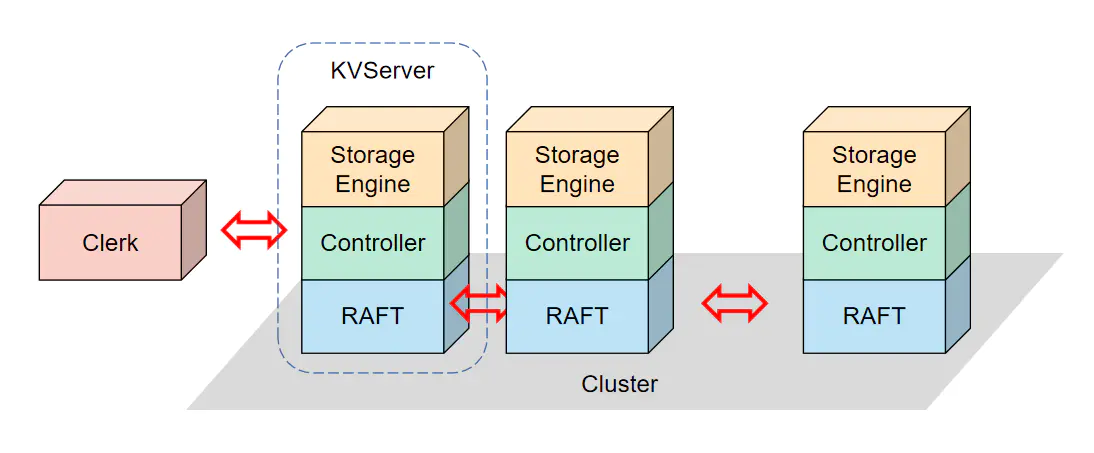 KVServer
Storage
Engine
Controller
RAFT
Storage
Engine
Controller
RAFT
Storage
Engine
Controller
RAFT
Clerk
Cluster